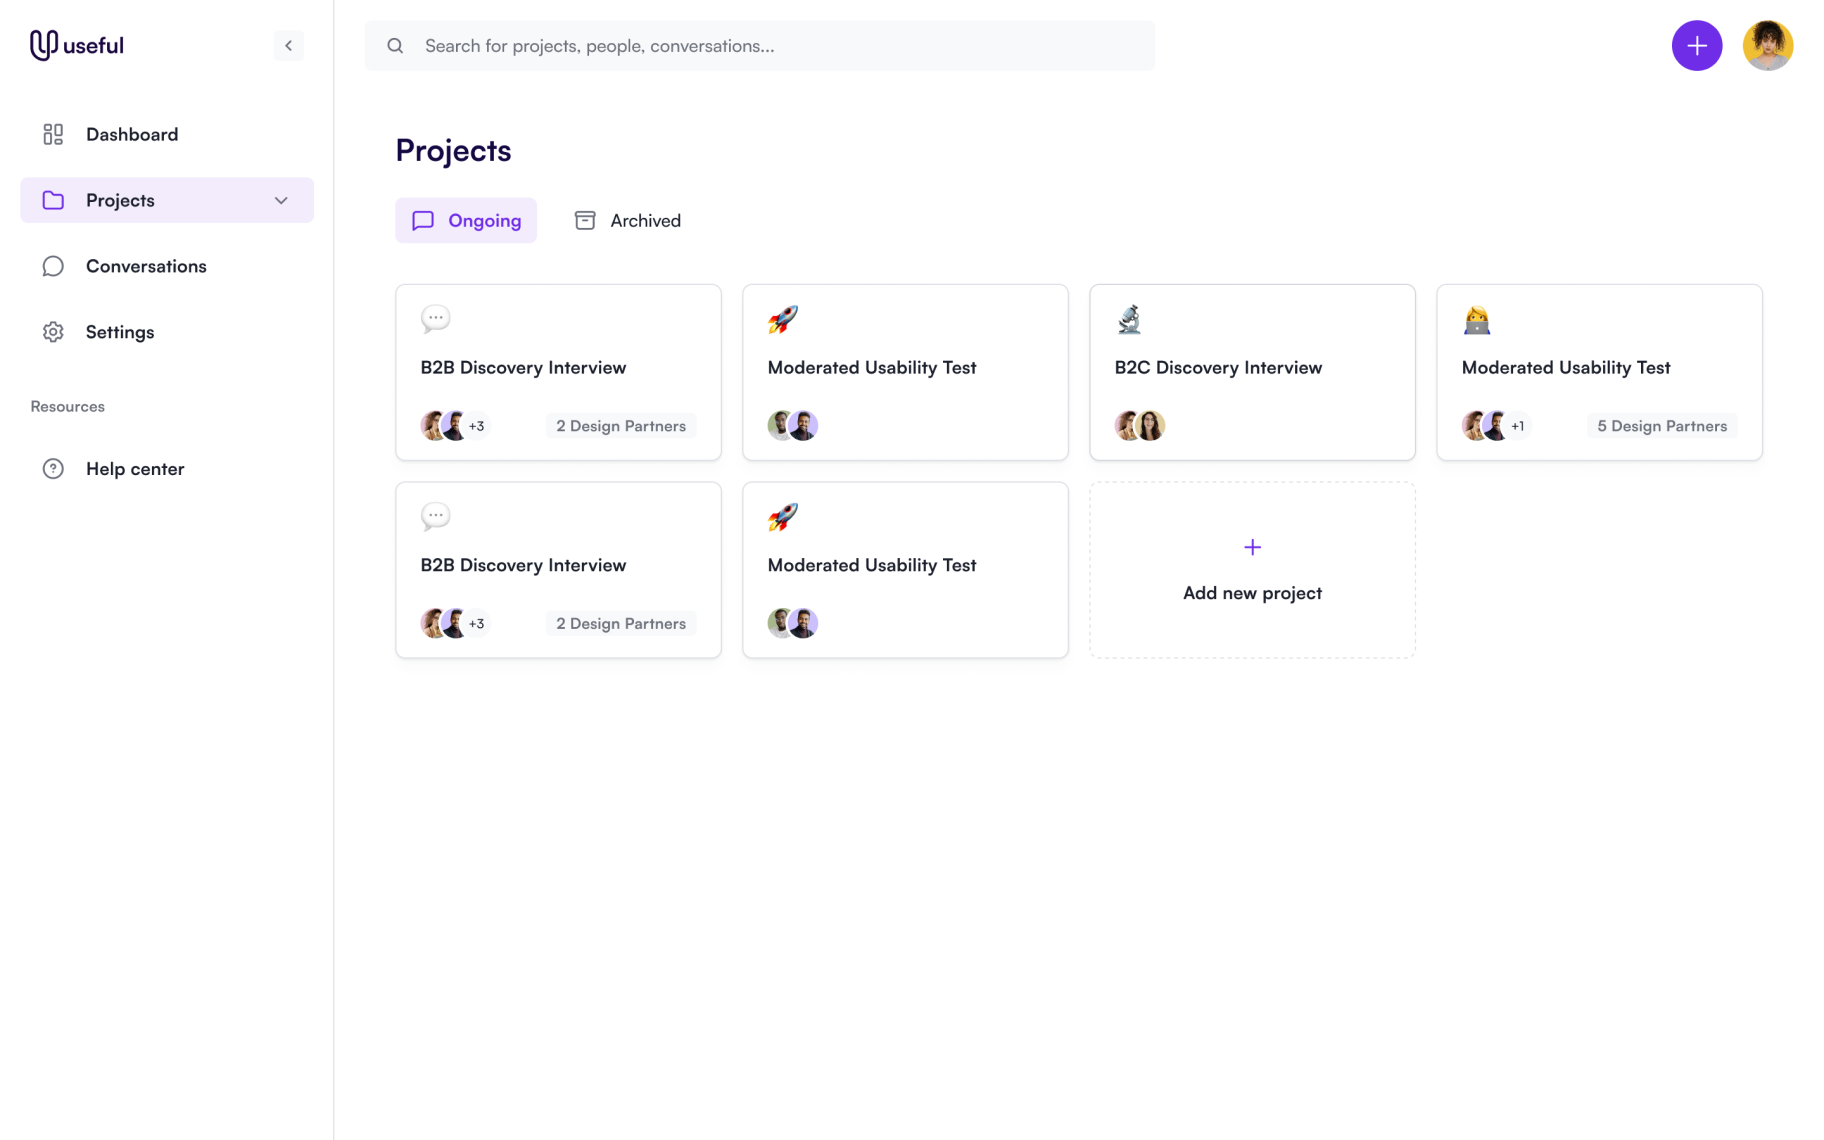 useful
Search for projects, people, conversations...
Dashboard
Projects
Conversations
Settings
Resources
Help center
Projects
Ongoing
Archived
B2B Discovery Interview
+3
2 Design Partners
Moderated Usability Test
B2C Discovery Interview
Moderated Usability Test
+1
5 Design Partners
B2B Discovery Interview
+3
2 Design Partners
Moderated Usability Test
Add new project